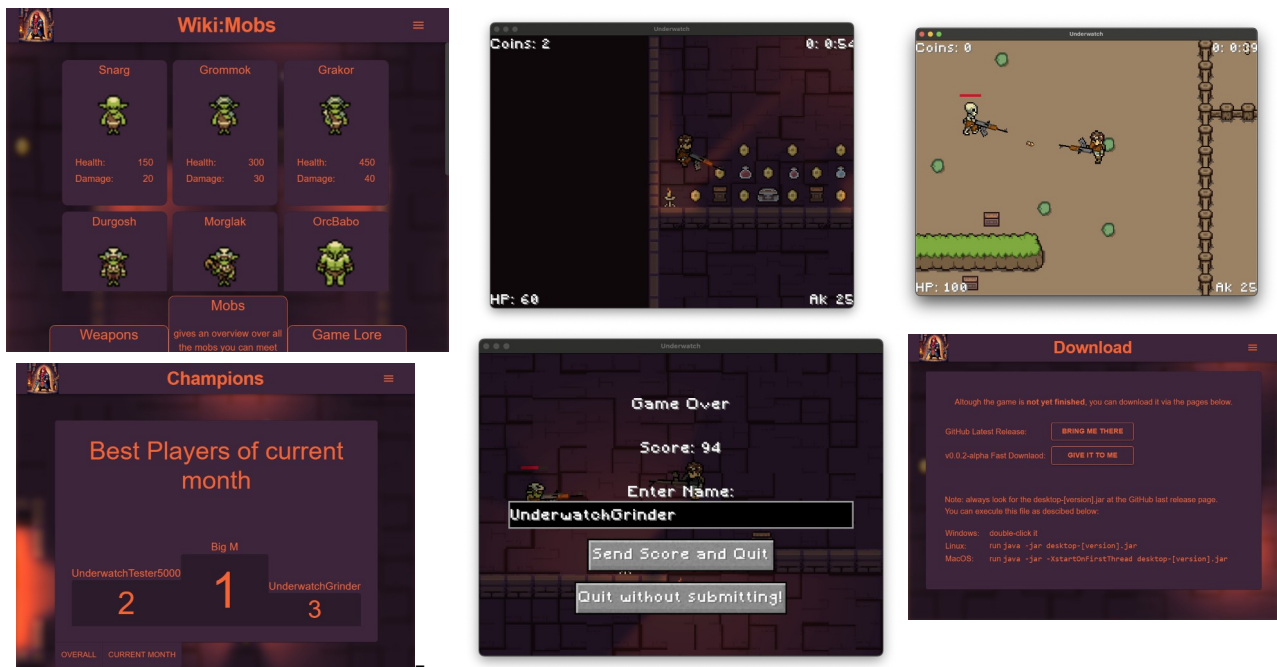 Wiki:Mobs
Snarg
Grommok
Grakor
Health: 150
Damage: 20
Health: 300
Damage: 30
Health: 450
Damage: 40
Durgosh
Morglak
OrcBabo
Weapons
Mobs
gives an overview over all
the mobs you can meet
Game Lore
Underwatch
Coins: 2
0: 0:54
HP: 60
Ak 25
Underwatch
Coins: 0
0: 0:39
HP: 100
Ak 25
Champions
Best Players of current
month
Big M
UnderwatchTester5000
UnderwatchGrinder
2
1
3
OVERALL CURRENT MONTH
Underwatch
Game Over
Score: 94
Enter Name:
UnderwatchGrinder
Send Score and Quit
Quit without submitting!
Download
Altough the game is not yet finished, you can download it via the pages below.
GitHub Latest Release: BRING ME THERE
v0.0.2-alpha Fast Downlaod: GIVE IT TO ME
Note: always look for the desktop-[version].jar at the GitHub last release page.
You can execute this file as descibed below:
Windows: double-click it
Linux: run java -jar desktop-[version].jar
MacOS: run java -jar -XstartOnFirstThread desktop-[version].jar